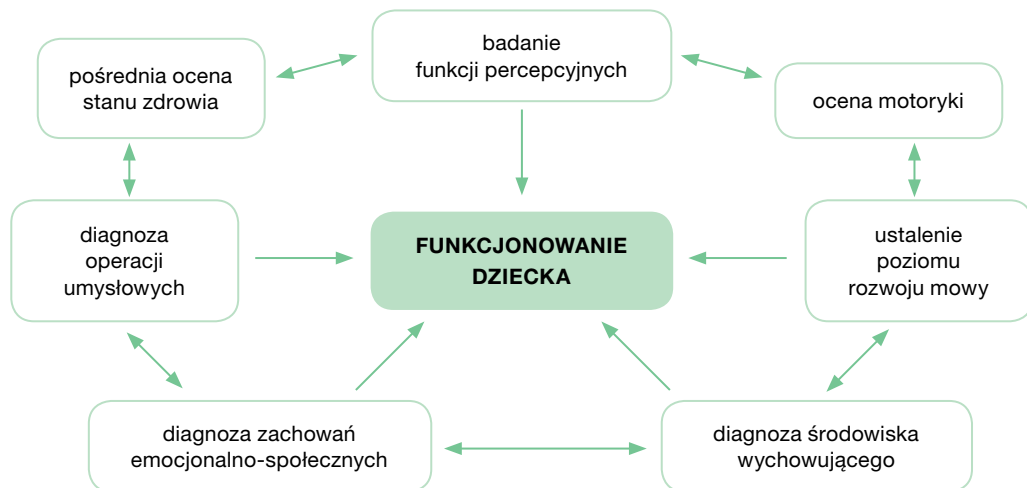 badanie
funkcji percepcyjnych
pośrednia ocena
stanu zdrowia
ocena motoryki
diagnoza
operacji
umysłowych
FUNKCJONOWANIE
DZIECKA
ustalenie
poziomu
rozwoju mowy
diagnoza zachowań
emocjonalno-społecznych
diagnoza środowiska
wychowującego